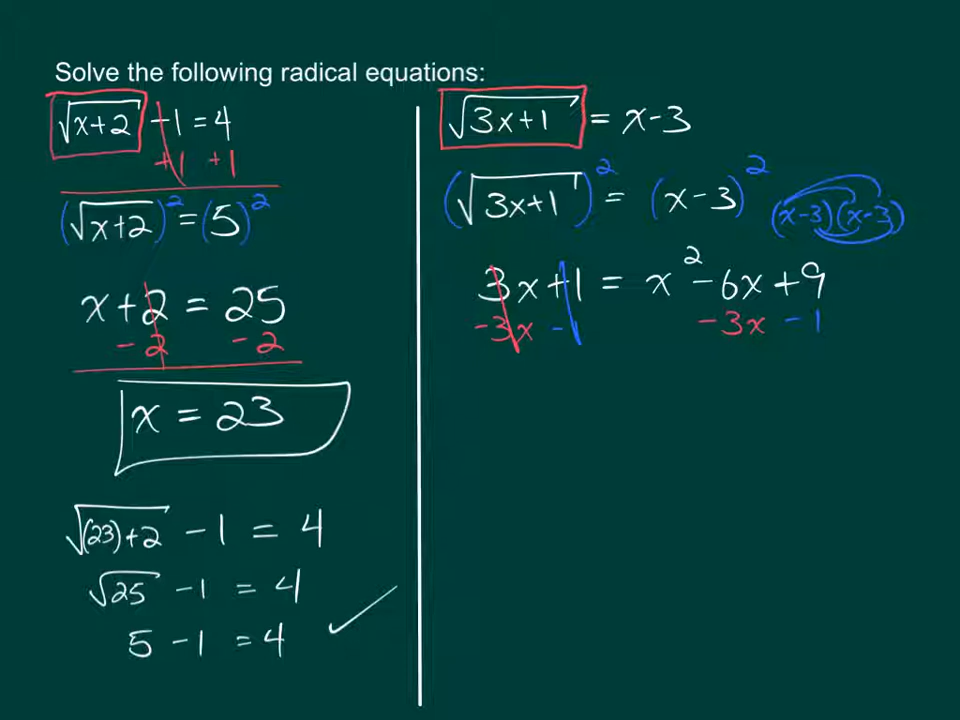 Solve the following radical equations:
√x+2 -1 = 4
+1 +1
(√x+2)² = (5)²
x+2 = 25
-2 -2
x = 23
√(23)+2 - 1 = 4
√25 - 1 = 4
5 - 1 = 4 ✓
√3x+1 = x-3
(√3x+1)² = (x-3)² (x-3)(x-3)
3x+1 = x² -6x +9
-3x -1 -3x -1